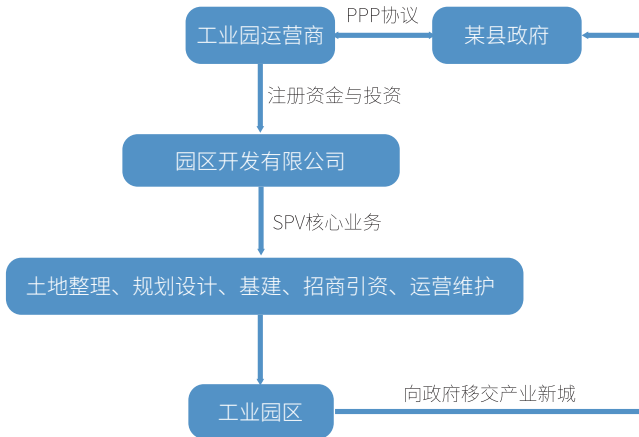 PPP协议
工业园运营商
某县政府
注册资金与投资
园区开发有限公司
SPV核心业务
土地整理、规划设计、基建、招商引资、运营维护
向政府移交产业新城
工业园区